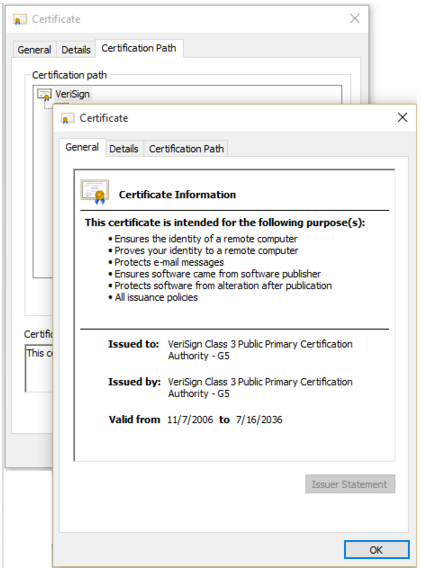 Certificate
General Details Certification Path
Certification path
VeriSign
Certificate
General Details Certification Path
Certificate Information
This certificate is intended for the following purpose(s):
• Ensures the identity of a remote computer
• Proves your identity to a remote computer
• Protects e-mail messages
• Ensures software came from software publisher
• Protects software from alteration after publication
• All issuance policies
Issued to: VeriSign Class 3 Public Primary Certification
Authority - G5
Issued by: VeriSign Class 3 Public Primary Certification
Authority - G5
Valid from 11/7/2006 to 7/16/2036
Issuer Statement
OK